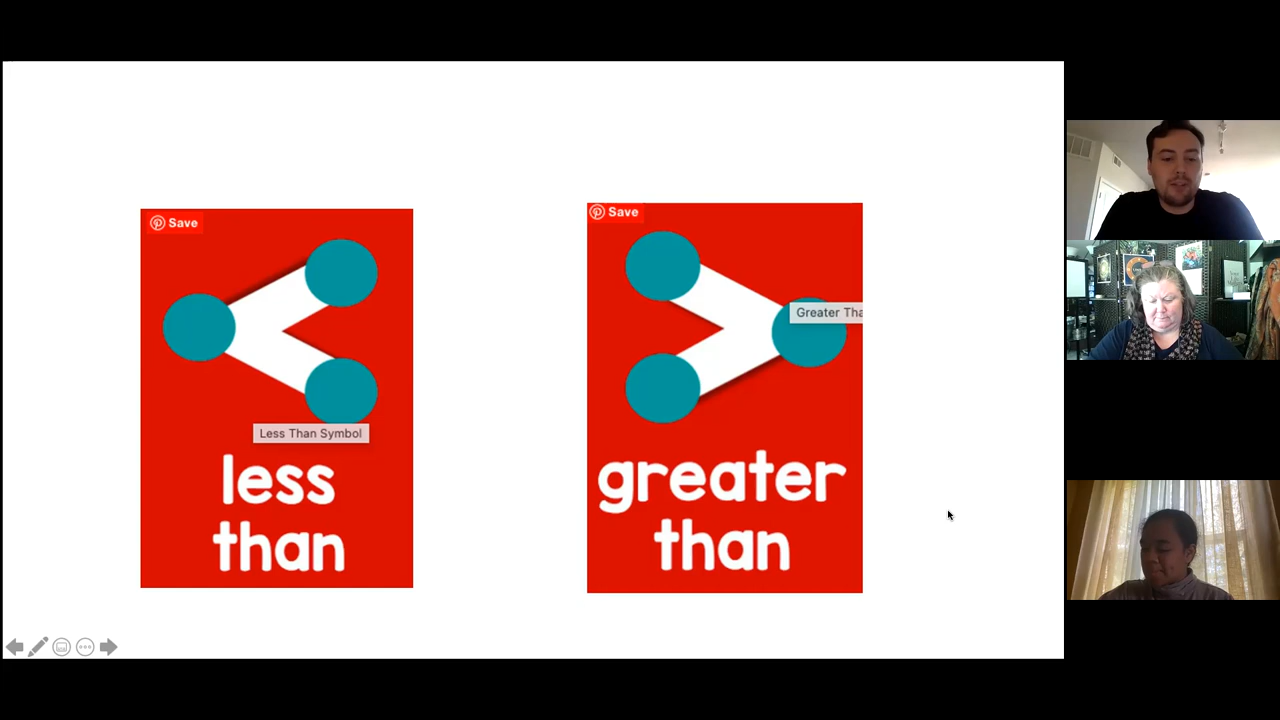 Save
Less Than Symbol
less
than
Save
Greater Tha
greater
than